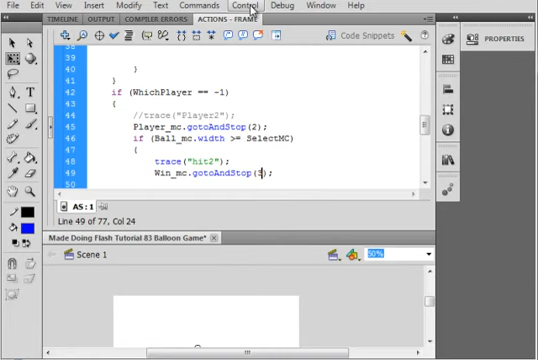 File Edit View Insert Modify Text Commands Control Debug Window Help
TIMELINE OUTPUT COMPILER ERRORS ACTIONS - FRAME
Code Snippets
PROPERTIES
38
39
40 }
41 }
42 if (WhichPlayer == -1)
43 {
44 //trace("Player2");
45 Player_mc.gotoAndStop(2);
46 if (Ball_mc.width >= SelectMC)
47 {
48 trace("hit2");
49 Win_mc.gotoAndStop(3);
50
AS : 1
Line 49 of 77, Col 24
Made Doing Flash Tutorial 83 Balloon Game*
Scene 1
50%